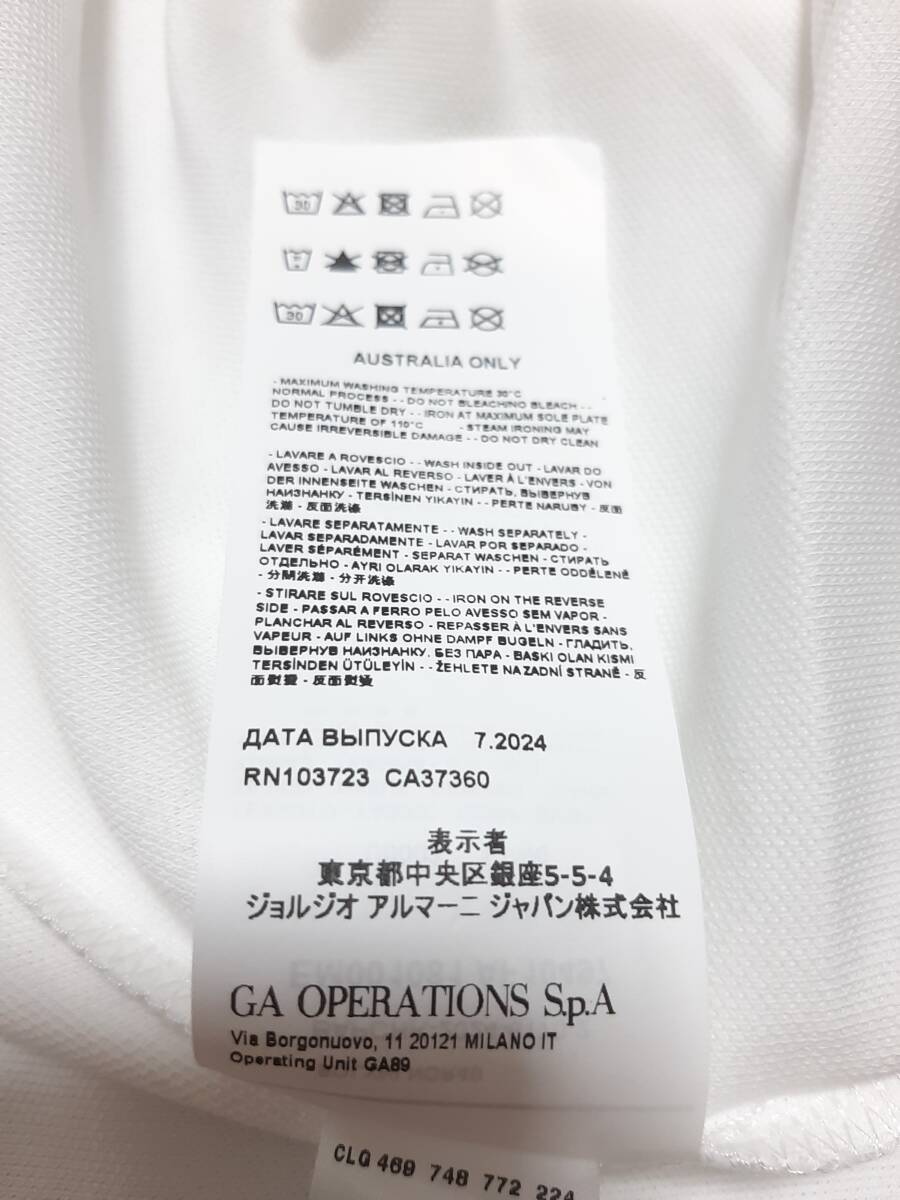 AUSTRALIA ONLY
- MAXIMUM WASHING TEMPERATURE 30°C
NORMAL PROCESS - - DO NOT BLEACHING BLEACH - -
DO NOT TUMBLE DRY - - IRON AT MAXIMUM SOLE PLATE
TEMPERATURE OF 110°C - STEAM IRONING MAY
CAUSE IRREVERSIBLE DAMAGE - - DO NOT DRY CLEAN
- LAVARE A ROVESCIO - - WASH INSIDE OUT - LAVAR DO
AVESSO - LAVAR AL REVERSO - LAVER À L'ENVERS - VON
DER INNENSEITE WASCHEN - СТИРАТЬ, ВЫВЕРНУВ
НАИЗНАНКУ - TERSİNEN YIKAYIN - - PERTE NARUBY - 反面
洗滌 - 反面洗涤
- LAVARE SEPARATAMENTE - - WASH SEPARATELY -
LAVAR SEPARADAMENTE - LAVAR POR SEPARADO -
LAVER SÉPARÉMENT - SEPARAT WASCHEN - СТИРАТЬ
ОТДЕЛЬНО - AYRI OLARAK YIKAYIN - - PERTE ODDĚLENĚ
- 分開洗滌 - 分开洗涤
- STIRARE SUL ROVESCIO - - IRON ON THE REVERSE
SIDE - PASSAR A FERRO PELO AVESSO SEM VAPOR -
PLANCHAR AL REVERSO - REPASSER À L'ENVERS SANS
VAPEUR - AUF LINKS OHNE DAMPF BUGELN - ГЛАДИТЬ,
ВЫВЕРНУВ НАИЗНАНКУ, БЕЗ ПАРА - BASKI OLAN KISMI
TERSİNDEN ÜTÜLEYİN - - ŽEHLETE NA ZADNÍ STRANĚ - 反
面熨燙 - 反面熨烫
ДАТА ВЫПУСКА 7.2024
RN103723 CA37360
表示者
東京都中央区銀座5-5-4
ジョルジオ アルマーニ ジャパン株式会社
GA OPERATIONS S.p.A
Via Borgonuovo, 11 20121 MILANO IT
Operating Unit GA89
CLG 469 748 772 224